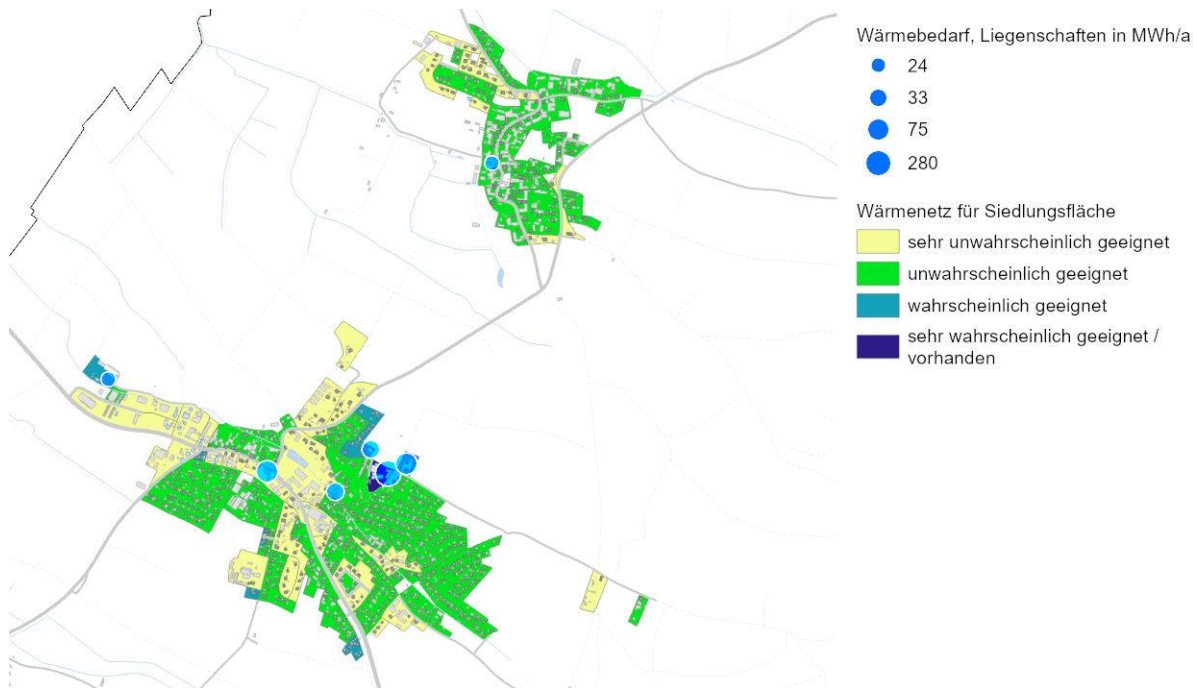 Wärmebedarf, Liegenschaften in MWh/a
24
33
75
280
Wärmenetz für Siedlungsfläche
sehr unwahrscheinlich geeignet
unwahrscheinlich geeignet
wahrscheinlich geeignet
sehr wahrscheinlich geeignet /
vorhanden